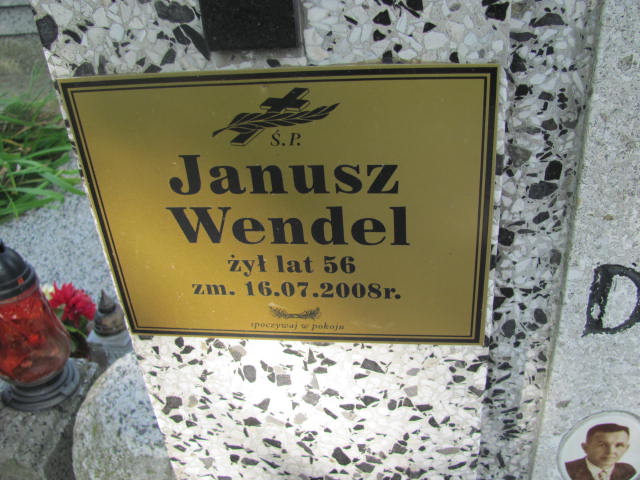 Ś.P.
Janusz
Wendel
żył lat 56
zm. 16.07.2008r.
spoczywaj w pokoju
D